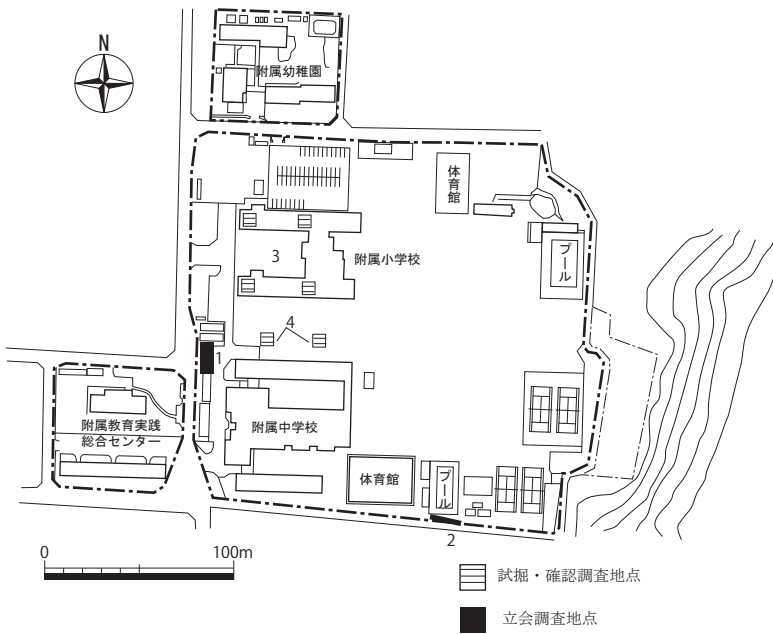 N
附属幼稚園
体育館
プール
3
附属小学校
4
1
附属教育実践
総合センター
附属中学校
体育館
プール
2
0
100m
試掘・確認調査地点
立会調査地点